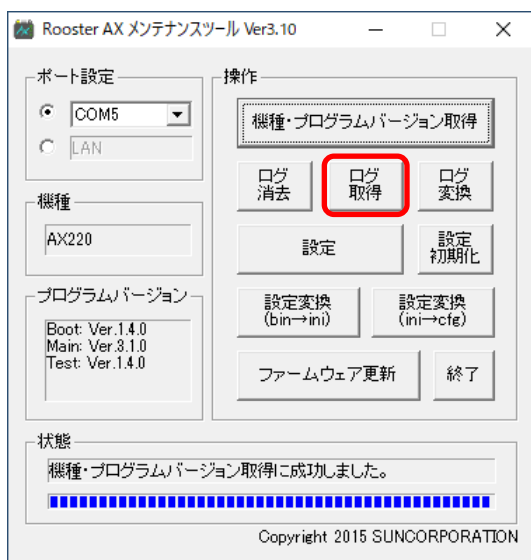 Rooster AX メンテナンスツール Ver3.10
ポート設定
COM5
LAN
機種
AX220
プログラムバージョン
Boot: Ver.1.4.0
Main: Ver.3.1.0
Test: Ver.1.4.0
操作
機種・プログラムバージョン取得
ログ
消去
ログ
取得
ログ
変換
設定
設定
初期化
設定変換
(bin→ini)
設定変換
(ini→cfg)
ファームウェア更新
終了
状態
機種・プログラムバージョン取得に成功しました。
Copyright 2015 SUNCORPORATION